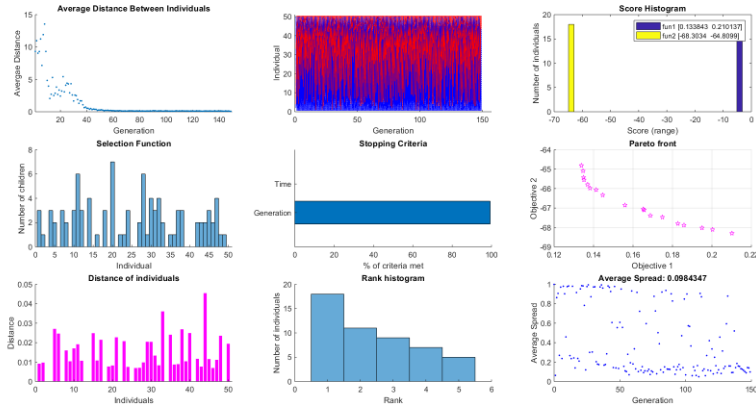 Average Distance Between Individuals
Avergae Distance
15
10
5
0
20 40 60 80 100 120 140
Generation
Individual
50
40
30
20
10
0
0 50 100 150
Generation
Score Histogram
Number of individuals
20
15
10
5
0
fun1 [0.133843 0.210137]
fun2 [-68.3034 -64.8099]
-70 -60 -50 -40 -30 -20 -10 0
Score (range)
Selection Function
Number of children
8
6
4
2
0
0 5 10 15 20 25 30 35 40 45 50
Individual
Stopping Criteria
Time
Generation
0 20 40 60 80 100
% of criteria met
Pareto front
Objective 2
-64
-65
-66
-67
-68
-69
0.12 0.14 0.16 0.18 0.2 0.22
Objective 1
Distance of individuals
Distance
0.05
0.04
0.03
0.02
0.01
0
0 10 20 30 40 50
Individuals
Rank histogram
Number of individuals
20
15
10
5
0
0 1 2 3 4 5 6
Rank
Average Spread: 0.0984347
Average Spread
1
0.8
0.6
0.4
0.2
0
0 50 100 150
Generation